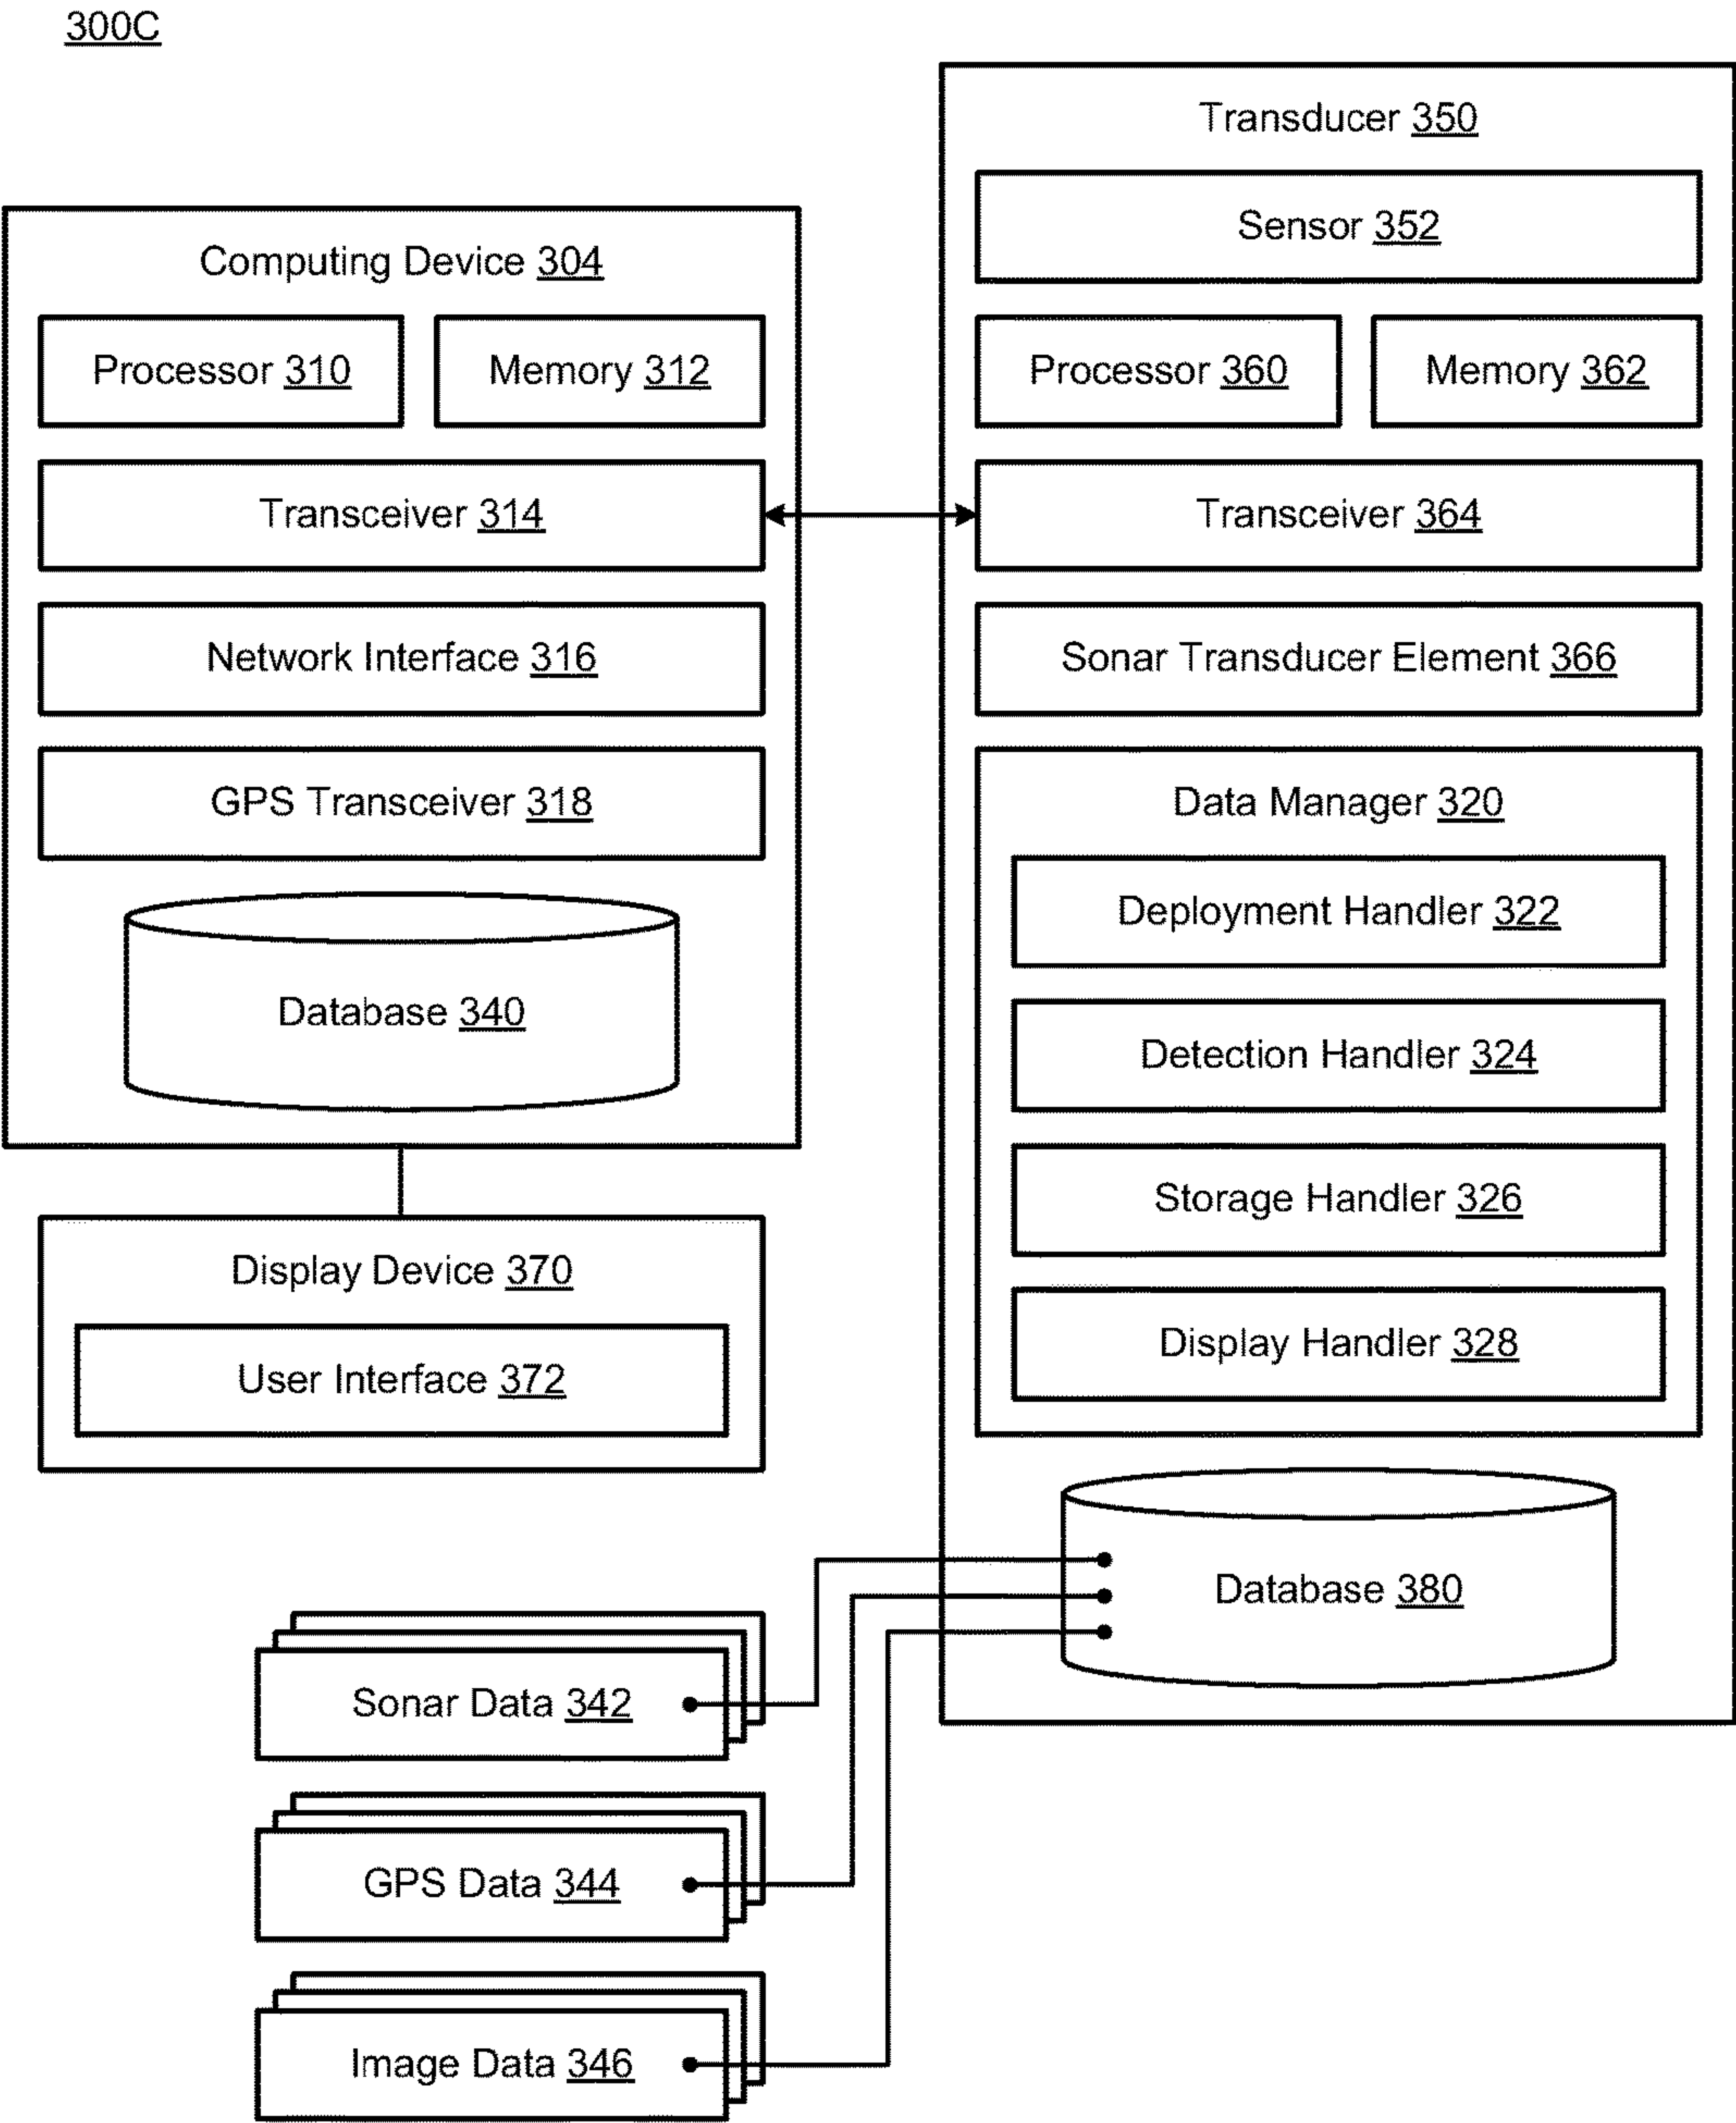 300C
Computing Device 304
Processor 310
Memory 312
Transceiver 314
Network Interface 316
GPS Transceiver 318
Database 340
Display Device 370
User Interface 372
Transducer 350
Sensor 352
Processor 360
Memory 362
Transceiver 364
Sonar Transducer Element 366
Data Manager 320
Deployment Handler 322
Detection Handler 324
Storage Handler 326
Display Handler 328
Database 380
Sonar Data 342
GPS Data 344
Image Data 346